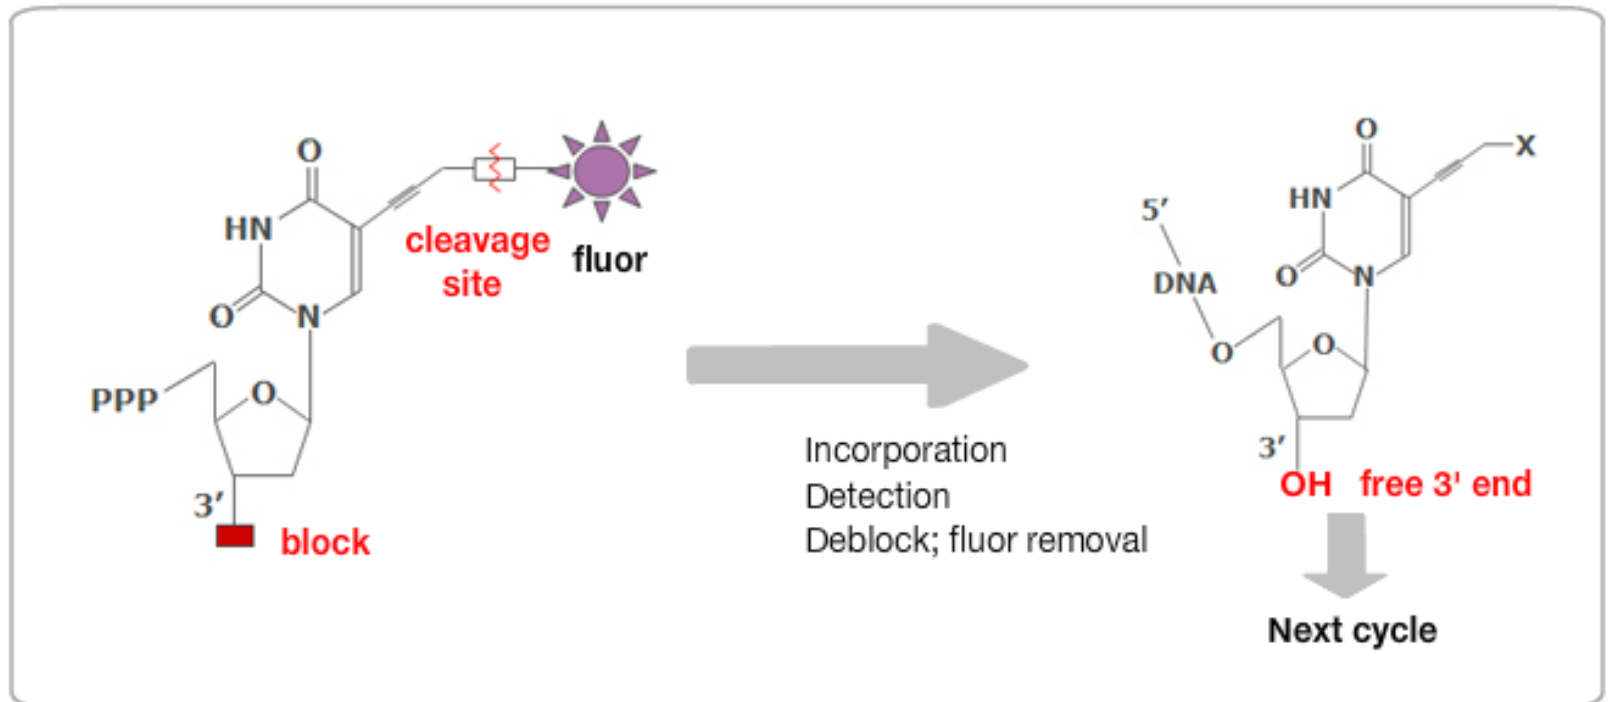 O
HN
O
N
cleavage
site
fluor
PPP
O
3'
block
Incorporation
Detection
Deblock; fluor removal
O
X
HN
5'
O
N
DNA
O
O
3'
OH free 3' end
Next cycle